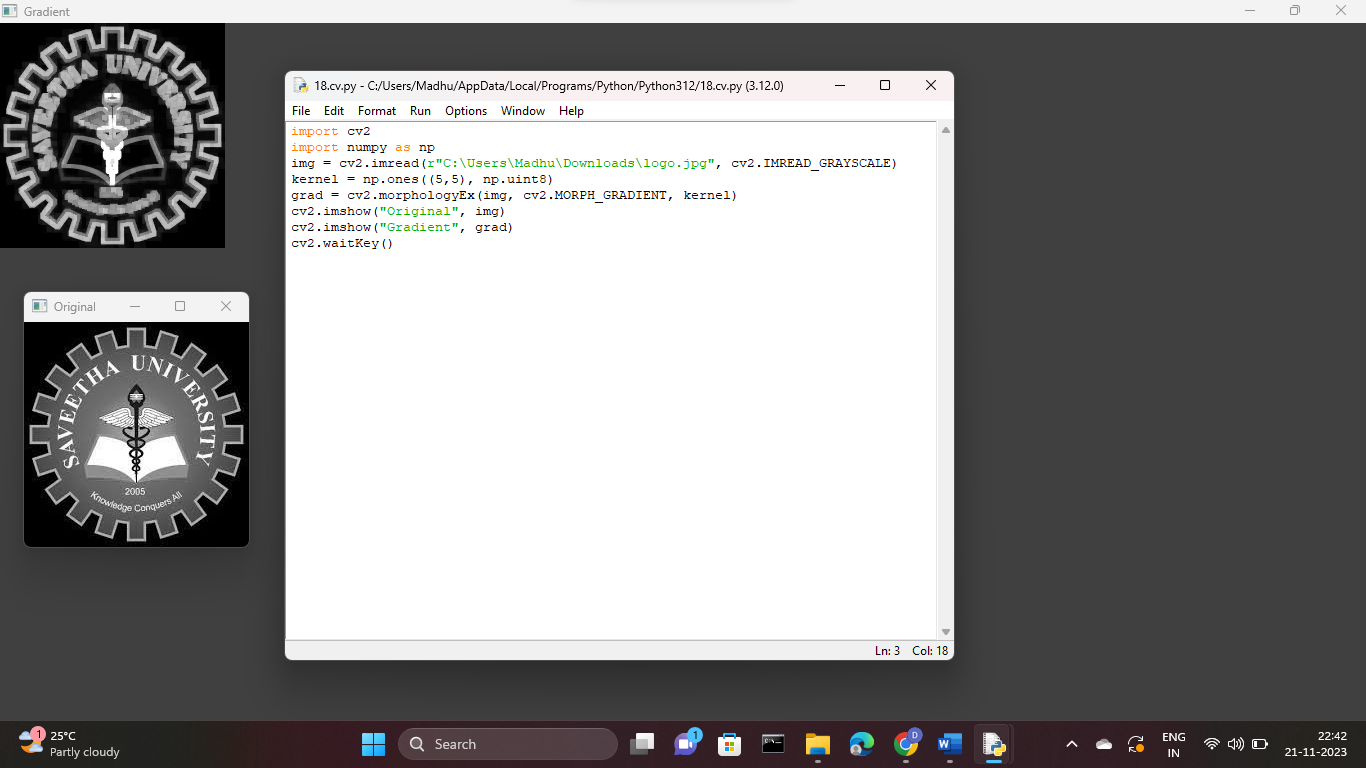 Gradient
SAVEETHA UNIVERSITY
18.cv.py - C:/Users/Madhu/AppData/Local/Programs/Python/Python312/18.cv.py (3.12.0)
File Edit Format Run Options Window Help
import cv2
import numpy as np
img = cv2.imread(r"C:\Users\Madhu\Downloads\logo.jpg", cv2.IMREAD_GRAYSCALE)
kernel = np.ones((5,5), np.uint8)
grad = cv2.morphologyEx(img, cv2.MORPH_GRADIENT, kernel)
cv2.imshow("Original", img)
cv2.imshow("Gradient", grad)
cv2.waitKey()
Original
SAVEETHA UNIVERSITY
2005
Knowledge Conquers All
Ln: 3 Col: 18
1
25°C
Partly cloudy
Search
1
D
ENG
IN
22:42
21-11-2023